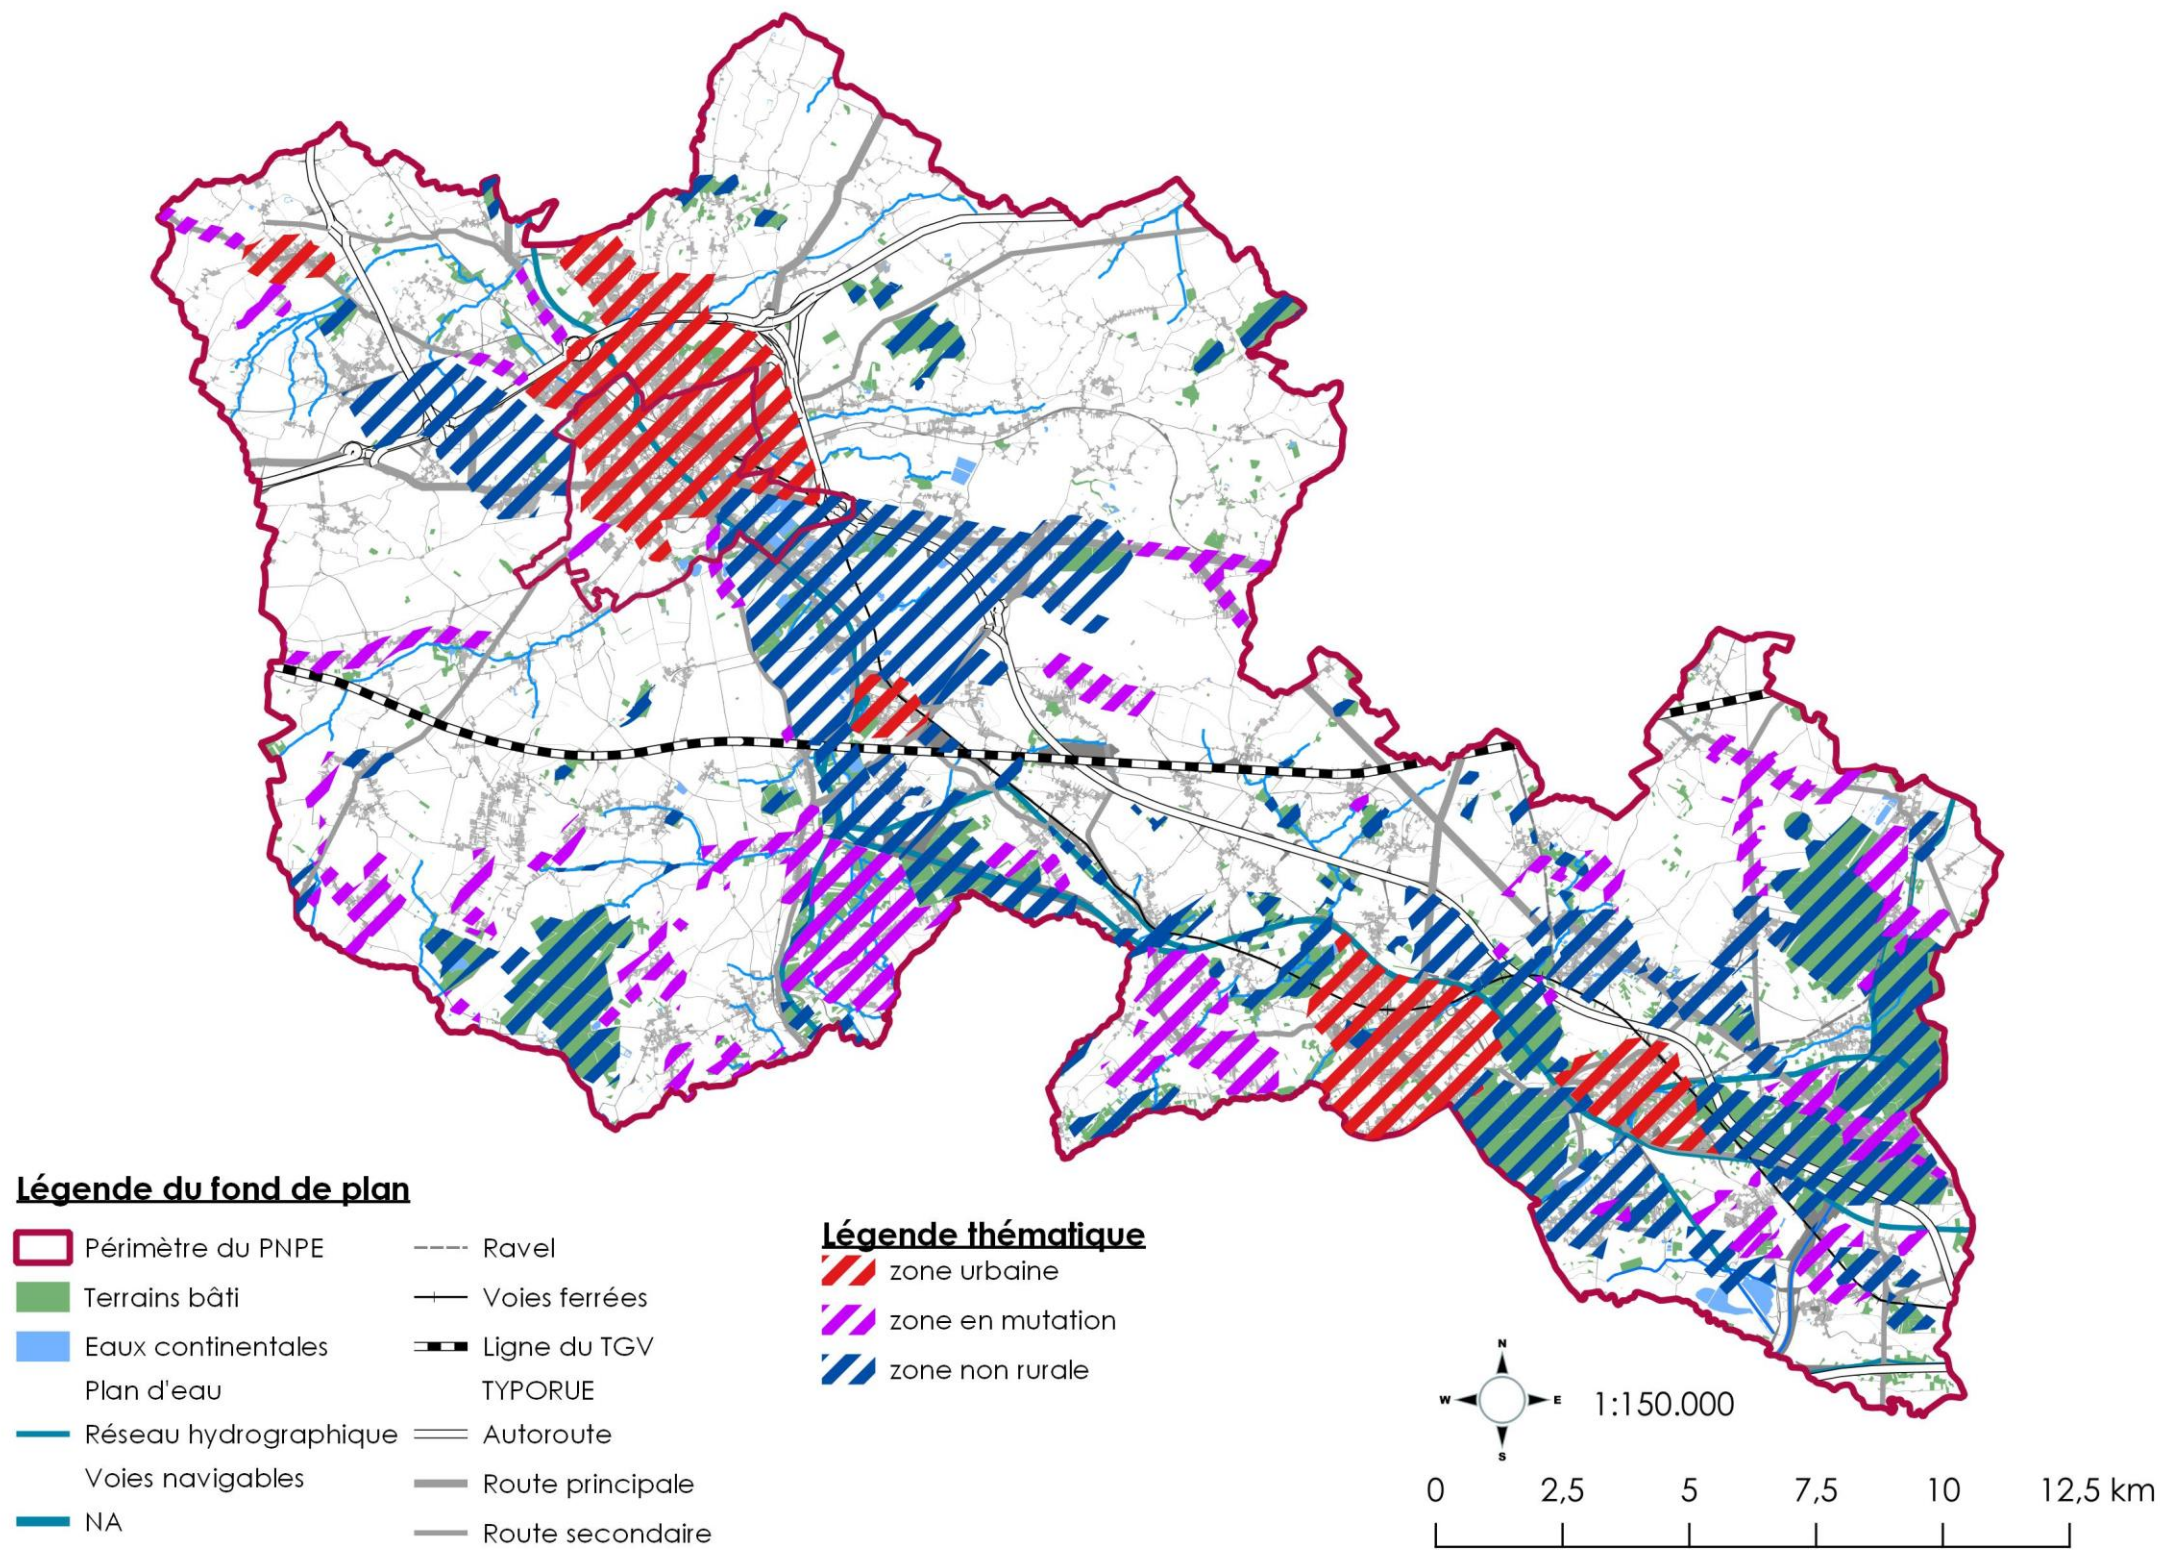 Légende du fond de plan
Périmètre du PNPE
Terrains bâti
Eaux continentales
Plan d'eau
Réseau hydrographique
Voies navigables
NA
Ravel
Voies ferrées
Ligne du TGV
TYPORUE
Autoroute
Route principale
Route secondaire
Légende thématique
zone urbaine
zone en mutation
zone non rurale
N
W E
S
1:150.000
0 2,5 5 7,5 10 12,5 km